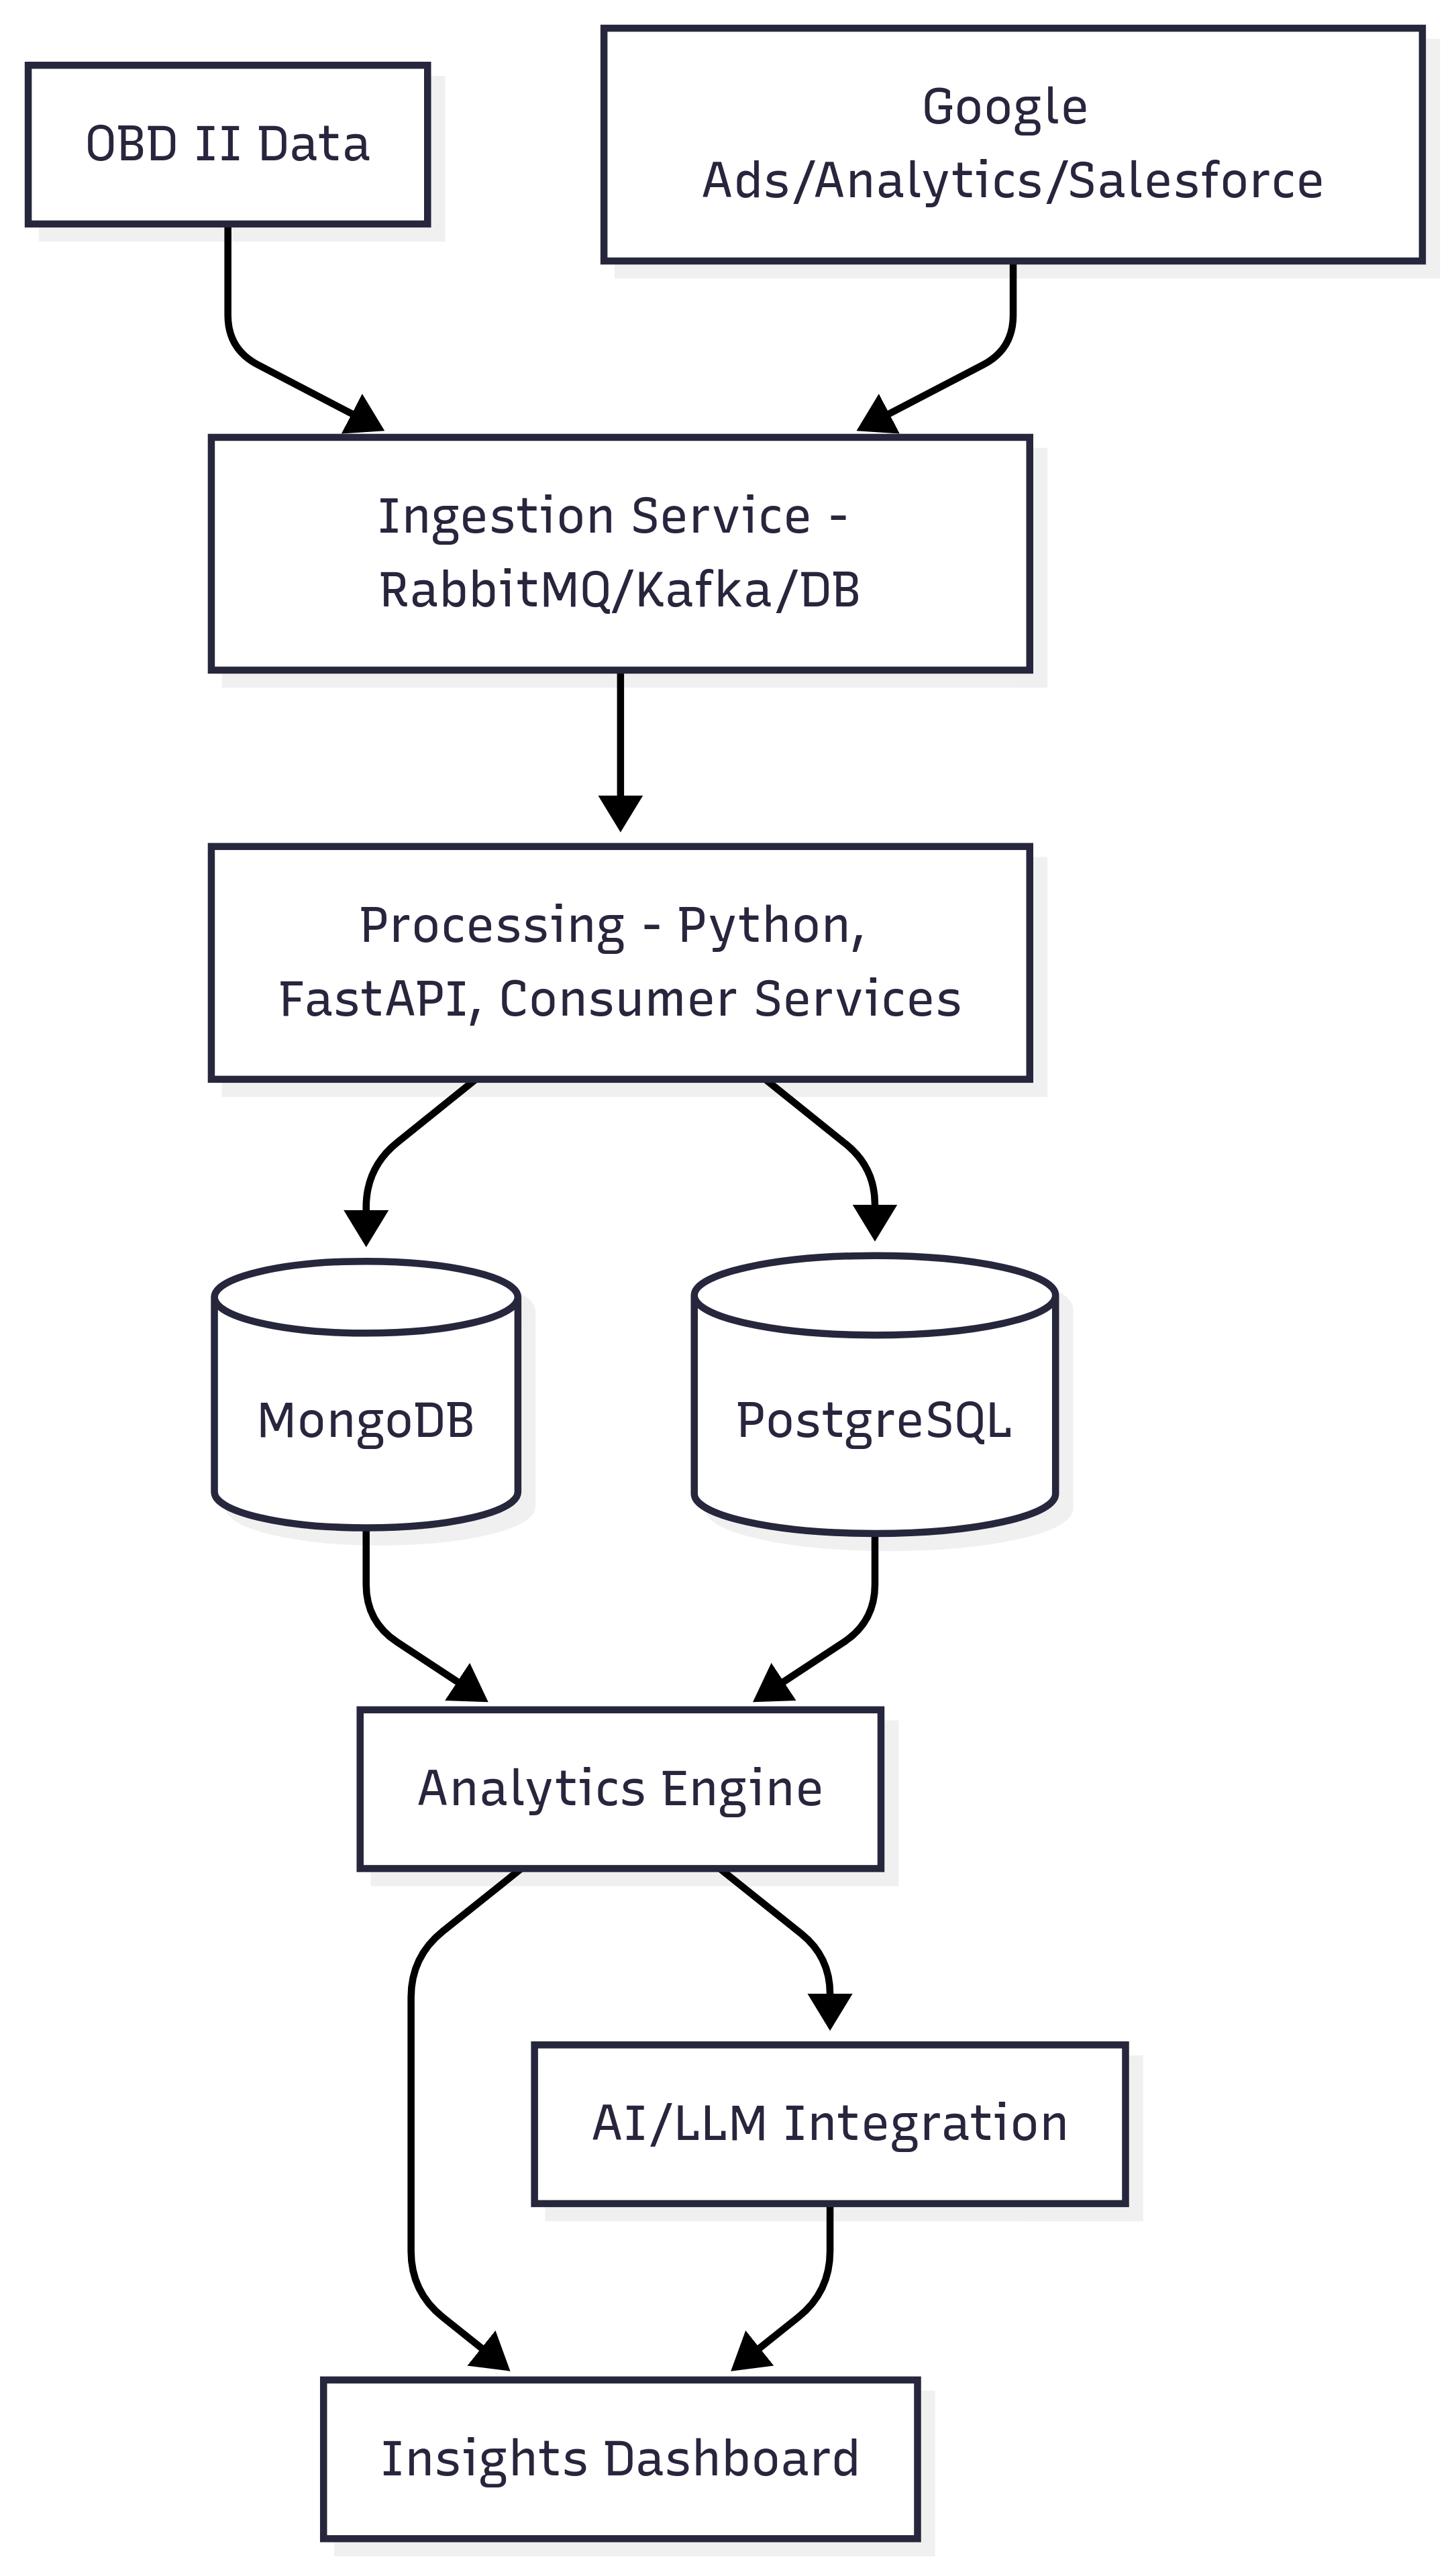 OBD II Data
Google
Ads/Analytics/Salesforce
Ingestion Service -
RabbitMQ/Kafka/DB
Processing - Python,
FastAPI, Consumer Services
MongoDB
PostgreSQL
Analytics Engine
AI/LLM Integration
Insights Dashboard